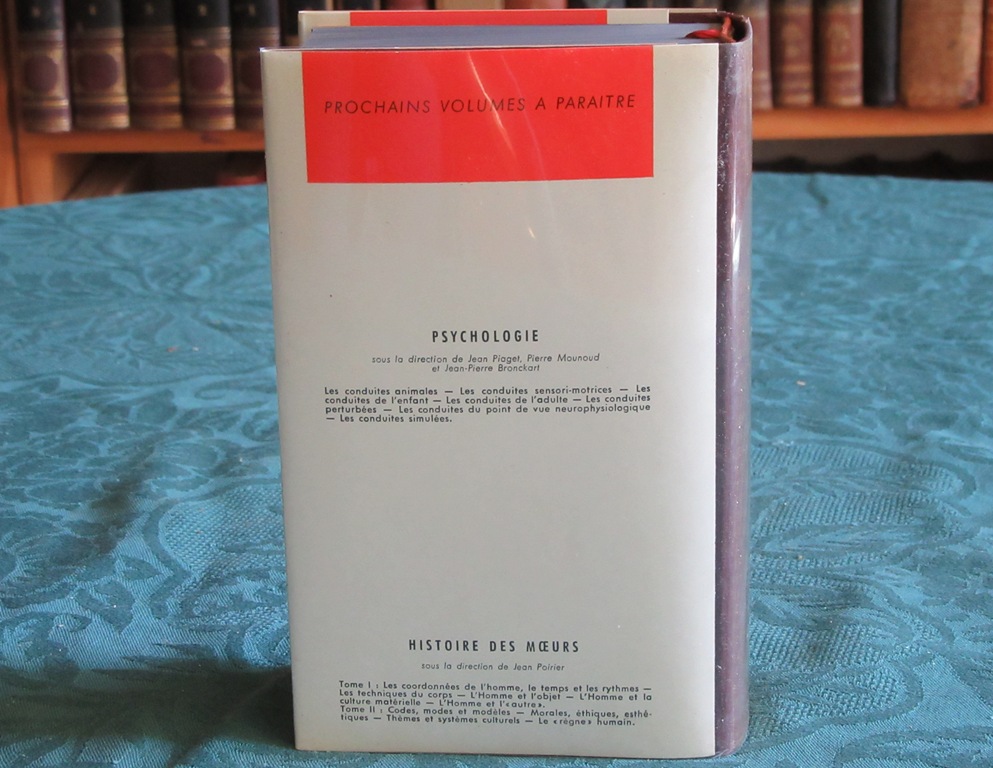 PROCHAINS VOLUMES A PARAITRE
PSYCHOLOGIE
sous la direction de Jean Piaget, Pierre Mounoud
et Jean-Pierre Bronckart
Les conduites animales — Les conduites sensori-motrices — Les
conduites de l'enfant — Les conduites de l'adulte — Les conduites
perturbées — Les conduites du point de vue neurophysiologique
— Les conduites simulées.
HISTOIRE DES MŒURS
sous la direction de Jean Poirier
Tome I : Les coordonnées de l'homme, le temps et les rythmes —
Les techniques du corps — L'Homme et l'objet — L'Homme et la
culture matérielle — L'Homme et l'«autre».
Tome II : Codes, modes et modèles — Morales, éthiques, esthé-
tiques — Thèmes et systèmes culturels — Le «règne» humain.